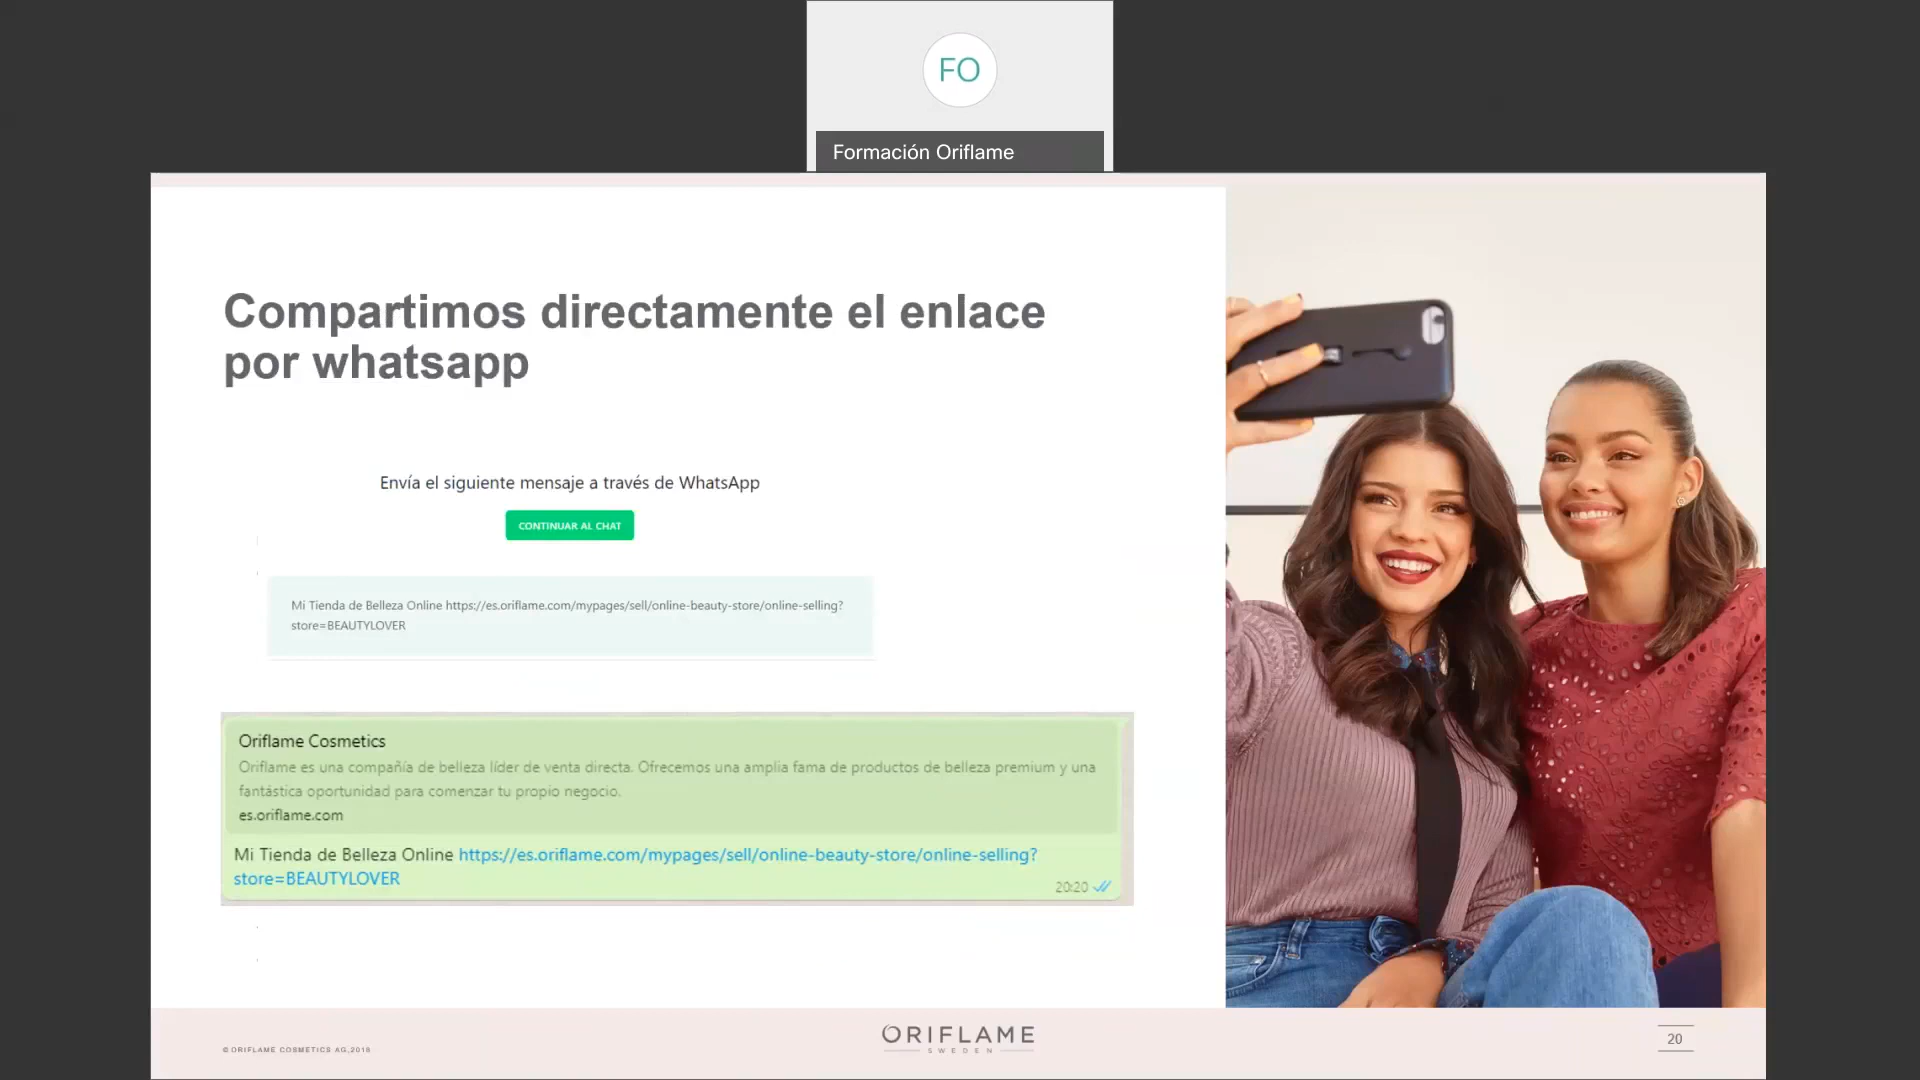 FO
Formación Oriflame
Compartimos directamente el enlace
por whatsapp
Envía el siguiente mensaje a través de WhatsApp
CONTINUAR AL CHAT
Mi Tienda de Belleza Online https://es.oriflame.com/mypages/sell/online-beauty-store/online-selling?
store=BEAUTYLOVER
Oriflame Cosmetics
Oriflame es una compañía de belleza líder de venta directa. Ofrecemos una amplia fama de productos de belleza premium y una
fantástica oportunidad para comenzar tu propio negocio.
es.oriflame.com
Mi Tienda de Belleza Online https://es.oriflame.com/mypages/sell/online-beauty-store/online-selling?
store=BEAUTYLOVER
20:20
© ORIFLAME COSMETICS AG,2019
ORIFLAME
SWEDEN
20